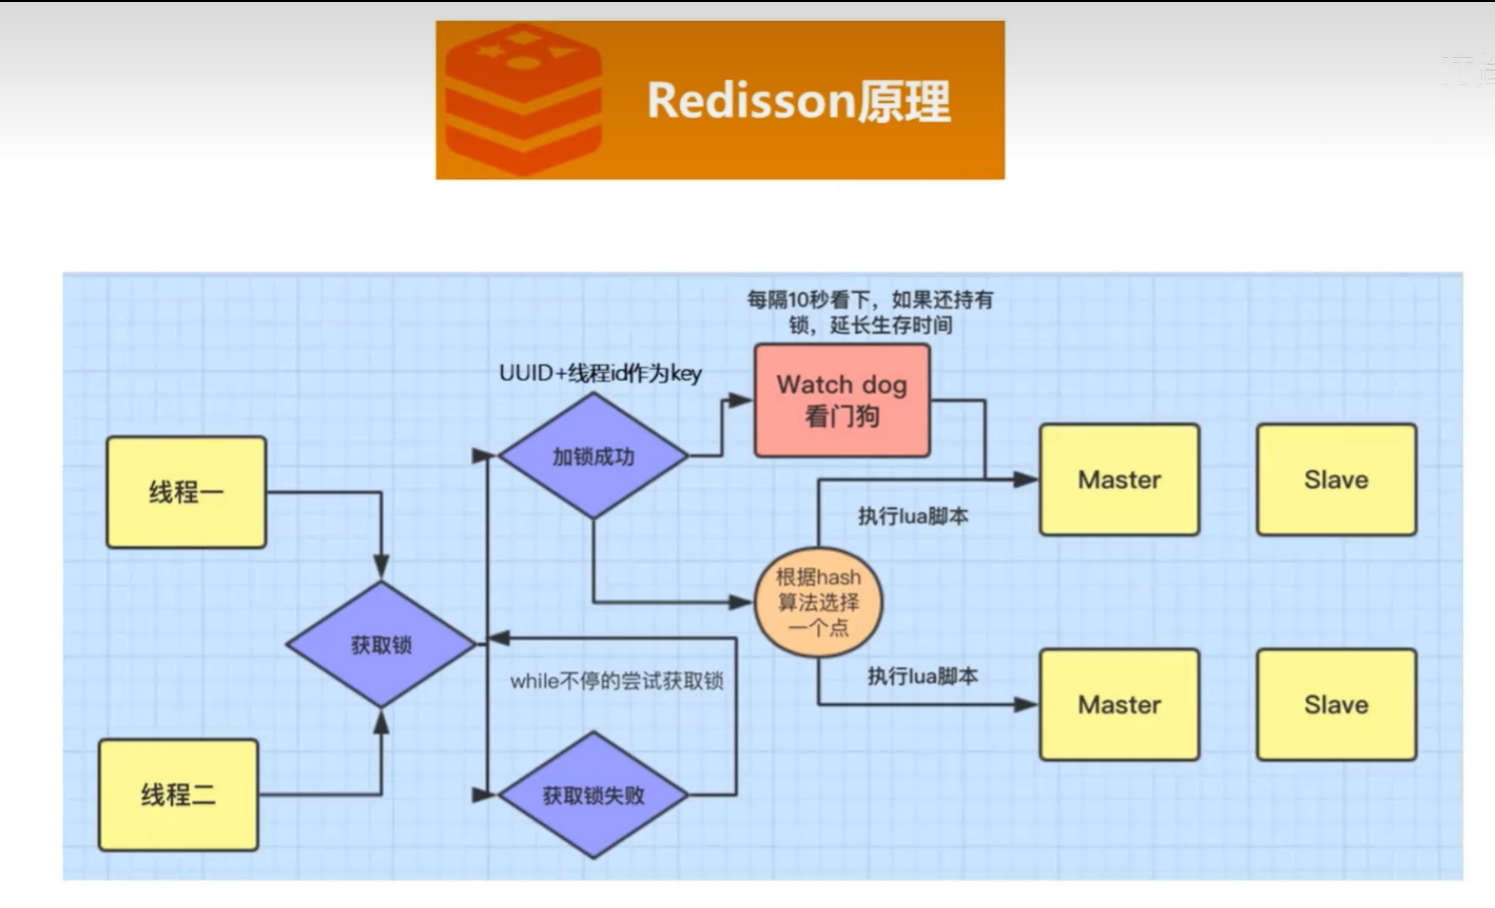 Redisson原理
每隔10秒看下，如果还持有
锁，延长生存时间
UUID+线程id作为key
Watch dog
看门狗
加锁成功
线程一
Master
Slave
执行lua脚本
根据hash
算法选择
一个点
获取锁
while不停的尝试获取锁
执行lua脚本
Master
Slave
线程二
获取锁失败